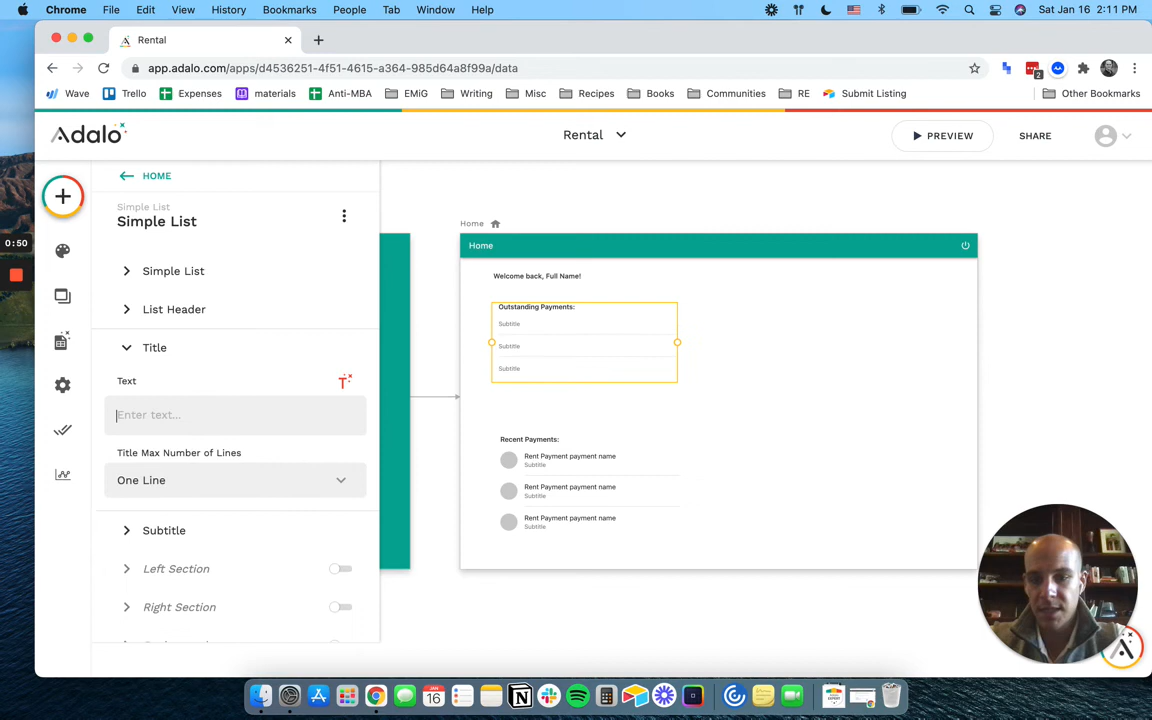 Chrome File Edit View History Bookmarks People Tab Window Help Sat Jan 16 2:11 PM
Rental
app.adalo.com/apps/d4536251-4f51-4615-a364-985d64a8f99a/data
2
Wave Trello Expenses materials Anti-MBA EMiG Writing Misc Recipes Books Communities RE Submit Listing Other Bookmarks
Adalo
Rental
PREVIEW
SHARE
HOME
Simple List
Simple List
0:50
Simple List
List Header
Title
Text
Enter text...
Title Max Number of Lines
One Line
Subtitle
Left Section
Right Section
Home
Home
Welcome back, Full Name!
Outstanding Payments:
Subtitle
Subtitle
Subtitle
Recent Payments:
Rent Payment payment name
Subtitle
Rent Payment payment name
Subtitle
Rent Payment payment name
Subtitle
JAN
16